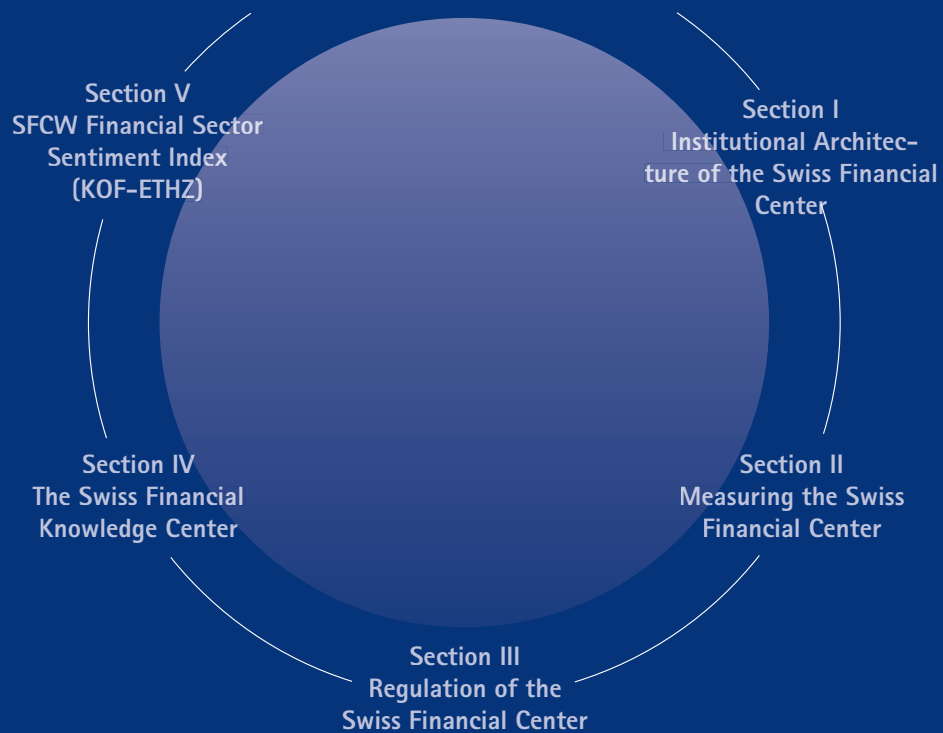 Section V
SFCW Financial Sector
Sentiment Index
(KOF-ETHZ)
Section I
Institutional Architec-
ture of the Swiss Financial
Center
Section IV
The Swiss Financial
Knowledge Center
Section II
Measuring the Swiss
Financial Center
Section III
Regulation of the
Swiss Financial Center